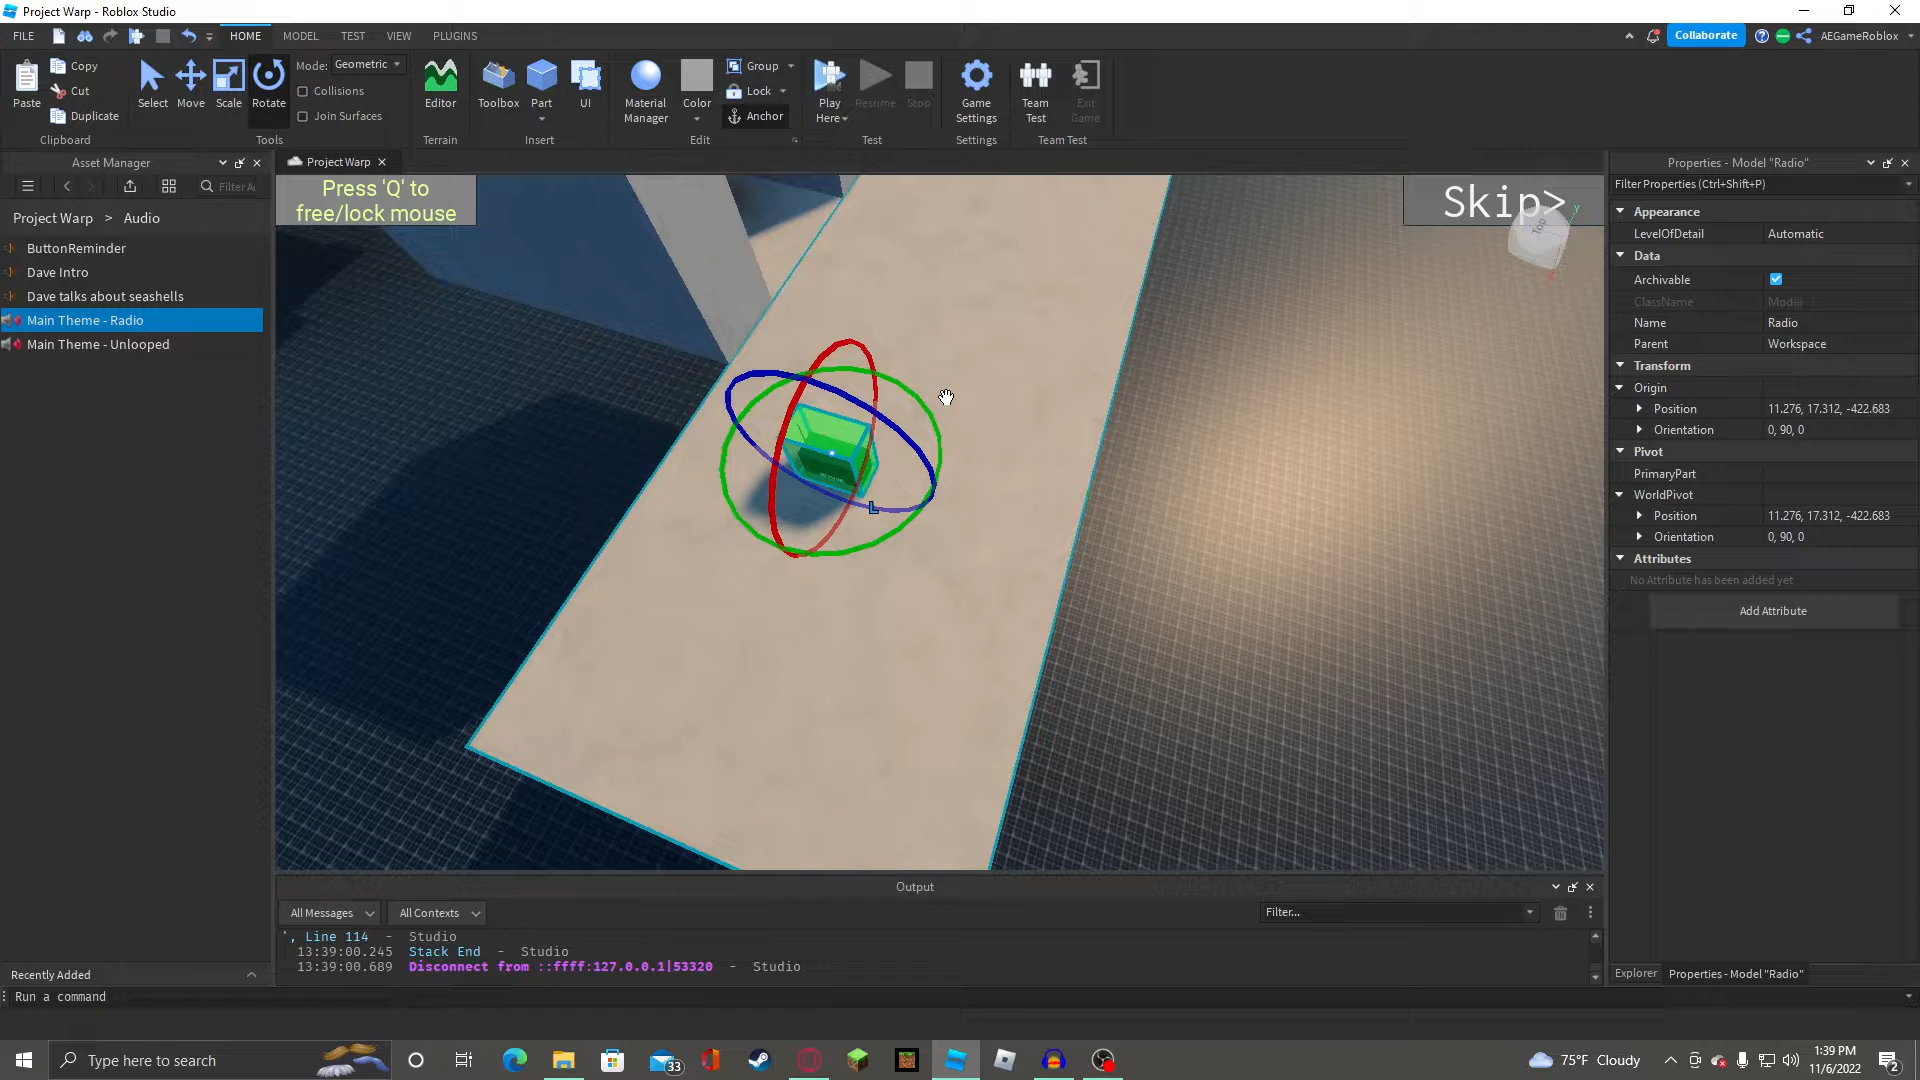 Project Warp - Roblox Studio
FILE
HOME
MODEL
TEST
VIEW
PLUGINS
Collaborate
AEGameRoblox
Paste
Copy
Cut
Duplicate
Clipboard
Select
Move
Scale
Rotate
Mode:
Geometric
Collisions
Join Surfaces
Tools
Editor
Terrain
Toolbox
Part
UI
Insert
Material
Manager
Color
Group
Lock
Anchor
Edit
Play
Here
Resume
Stop
Test
Game
Settings
Settings
Team
Test
Exit
Game
Team Test
Asset Manager
Project Warp
Properties - Model "Radio"
Filter Properties (Ctrl+Shift+P)
Project Warp > Audio
ButtonReminder
Dave Intro
Dave talks about seashells
Main Theme - Radio
Main Theme - Unlooped
Press 'Q' to
free/lock mouse
Skip>
Top
Appearance
LevelOfDetail Automatic
Data
Archivable
ClassName Model
Name Radio
Parent Workspace
Transform
Origin
Position 11.276, 17.312, -422.683
Orientation 0, 90, 0
Pivot
PrimaryPart
WorldPivot
Position 11.276, 17.312, -422.683
Orientation 0, 90, 0
Attributes
No Attribute has been added yet
Add Attribute
L
Output
All Messages
All Contexts
Filter...
', Line 114 - Studio
13:39:00.245 Stack End - Studio
13:39:00.689 Disconnect from ::ffff:127.0.0.1|53320 - Studio
Recently Added
Explorer
Properties - Model "Radio"
Run a command
Type here to search
33
75°F Cloudy
1:39 PM
11/6/2022
2